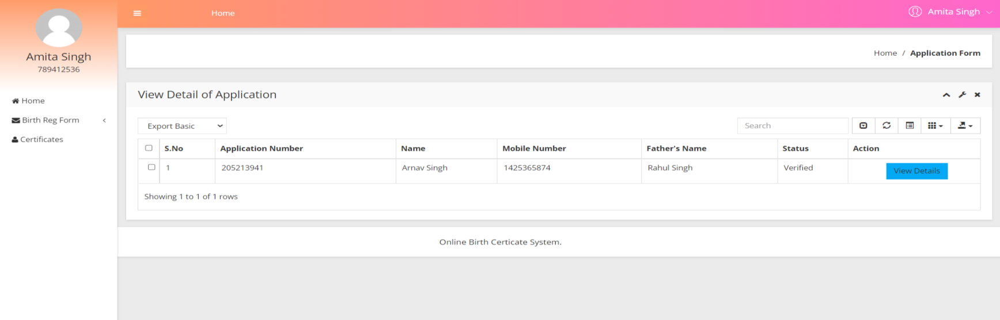 Amita Singh
789412536
Home
Birth Reg Form
Certificates
Home
Amita Singh
Home / Application Form
View Detail of Application
Export Basic
Search
S.No Application Number Name Mobile Number Father's Name Status Action
1 205213941 Arnav Singh 1425365874 Rahul Singh Verified View Details
Showing 1 to 1 of 1 rows
Online Birth Certicate System.